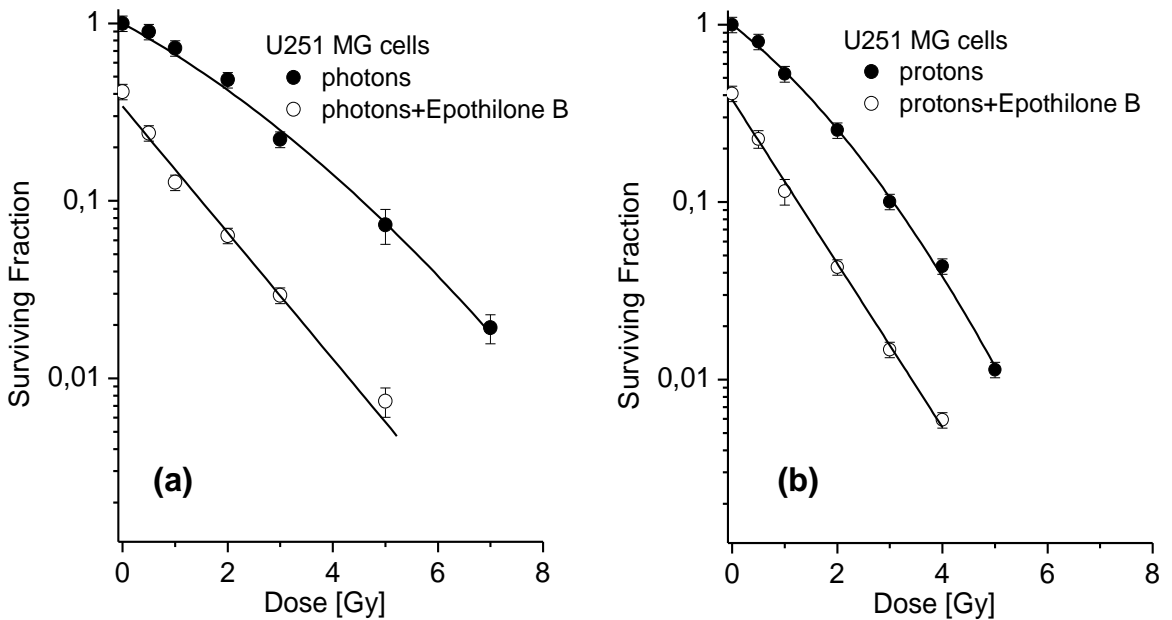 U251 MG cells
photons
photons+Epothilone B
1
0,1
0,01
Surviving Fraction
(a)
0 2 4 6 8
Dose [Gy]
U251 MG cells
protons
protons+Epothilone B
1
0,1
0,01
Surviving Fraction
(b)
0 2 4 6 8
Dose [Gy]